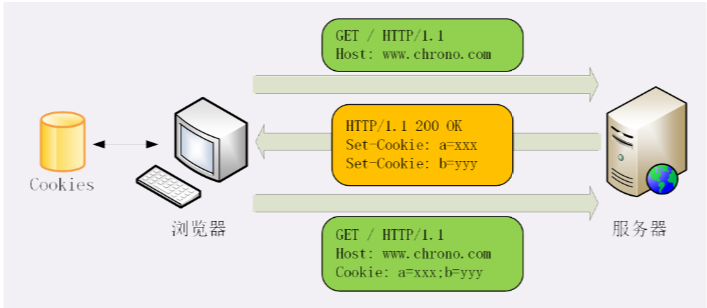 GET / HTTP/1.1
Host: www.chrono.com
HTTP/1.1 200 OK
Set-Cookie: a=xxx
Set-Cookie: b=yyy
Cookies
浏览器
服务器
GET / HTTP/1.1
Host: www.chrono.com
Cookie: a=xxx;b=yyy